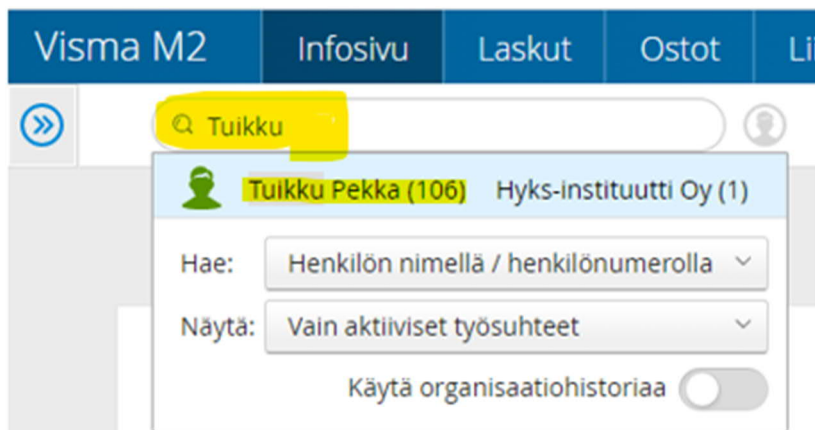 Visma M2 Infosivu Laskut Ostot Lii
Tuikku
Tuikku Pekka (106) Hyks-instituutti Oy (1)
Hae: Henkilön nimellä / henkilönumerolla
Näytä: Vain aktiiviset työsuhteet
Käytä organisaatiohistoriaa